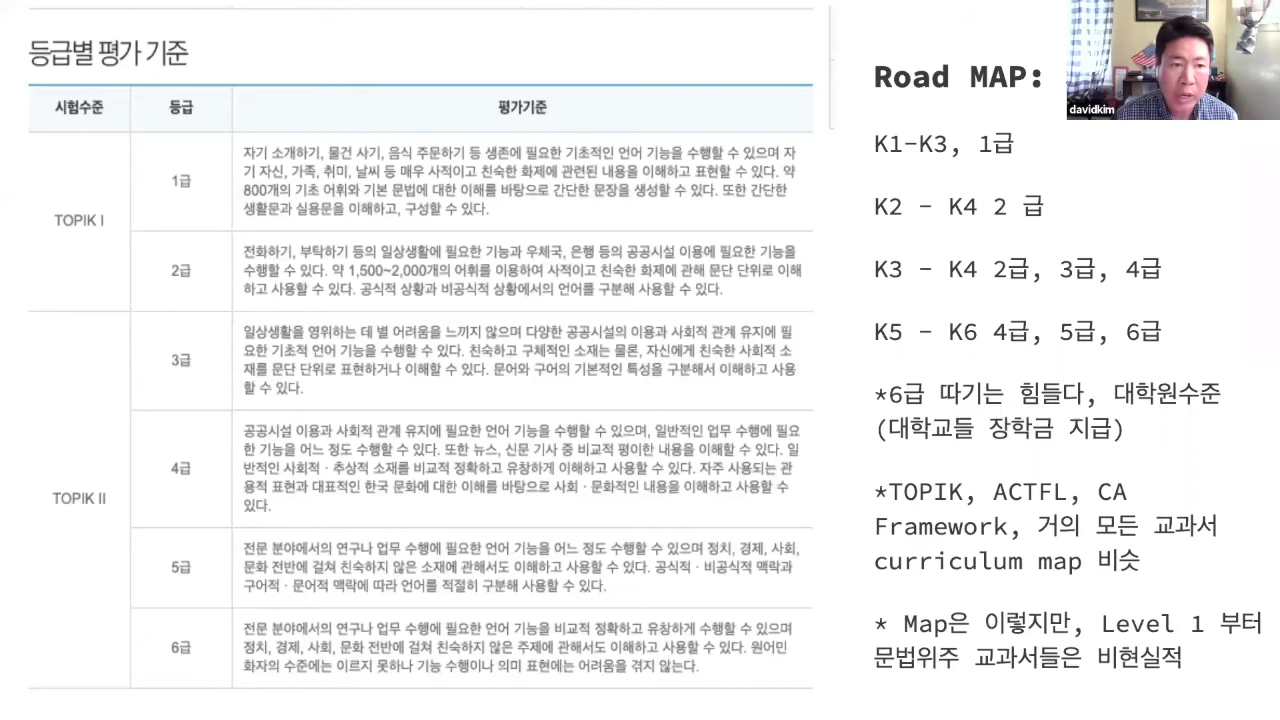 등급별 평가 기준
시험수준
등급
평가기준
TOPIK I
1급
자기 소개하기, 물건 사기, 음식 주문하기 등 생존에 필요한 기초적인 언어 기능을 수행할 수 있으며 자
기 자신, 가족, 취미, 날씨 등 매우 사적이고 친숙한 화제에 관련된 내용을 이해하고 표현할 수 있다. 약
800개의 기초 어휘와 기본 문법에 대한 이해를 바탕으로 간단한 문장을 생성할 수 있다. 또한 간단한
생활문과 실용문을 이해하고, 구성할 수 있다.
2급
전화하기, 부탁하기 등의 일상생활에 필요한 기능과 우체국, 은행 등의 공공시설 이용에 필요한 기능을
수행할 수 있다. 약 1,500~2,000개의 어휘를 이용하여 사적이고 친숙한 화제에 관해 문단 단위로 이해
하고 사용할 수 있다. 공식적 상황과 비공식적 상황에서의 언어를 구분해 사용할 수 있다.
TOPIK II
3급
일상생활을 영위하는 데 별 어려움을 느끼지 않으며 다양한 공공시설의 이용과 사회적 관계 유지에 필
요한 기초적 언어 기능을 수행할 수 있다. 친숙하고 구체적인 소재는 물론, 자신에게 친숙한 사회적 소
재를 문단 단위로 표현하거나 이해할 수 있다. 문어와 구어의 기본적인 특성을 구분해서 이해하고 사용
할 수 있다.
4급
공공시설 이용과 사회적 관계 유지에 필요한 언어 기능을 수행할 수 있으며, 일반적인 업무 수행에 필요
한 기능을 어느 정도 수행할 수 있다. 또한 뉴스, 신문 기사 중 비교적 평이한 내용을 이해할 수 있다. 일
반적인 사회적·추상적 소재를 비교적 정확하고 유창하게 이해하고 사용할 수 있다. 자주 사용되는 관
용적 표현과 대표적인 한국 문화에 대한 이해를 바탕으로 사회·문화적인 내용을 이해하고 사용할 수
있다.
5급
전문 분야에서의 연구나 업무 수행에 필요한 언어 기능을 어느 정도 수행할 수 있으며 정치, 경제, 사회,
문화 전반에 걸쳐 친숙하지 않은 소재에 관해서도 이해하고 사용할 수 있다. 공식적·비공식적 맥락과
구어적·문어적 맥락에 따라 언어를 적절히 구분해 사용할 수 있다.
6급
전문 분야에서의 연구나 업무 수행에 필요한 언어 기능을 비교적 정확하고 유창하게 수행할 수 있으며
정치, 경제, 사회, 문화 전반에 걸쳐 친숙하지 않은 주제에 관해서도 이해하고 사용할 수 있다. 원어민
화자의 수준에는 이르지 못하나 기능 수행이나 의미 표현에는 어려움을 겪지 않는다.
Road MAP:
davidkim
K1-K3, 1급
K2 - K4 2 급
K3 - K4 2급, 3급, 4급
K5 - K6 4급, 5급, 6급
*6급 따기는 힘들다, 대학원수준
(대학교들 장학금 지급)
*TOPIK, ACTFL, CA
Framework, 거의 모든 교과서
curriculum map 비슷
* Map은 이렇지만, Level 1 부터
문법위주 교과서들은 비현실적